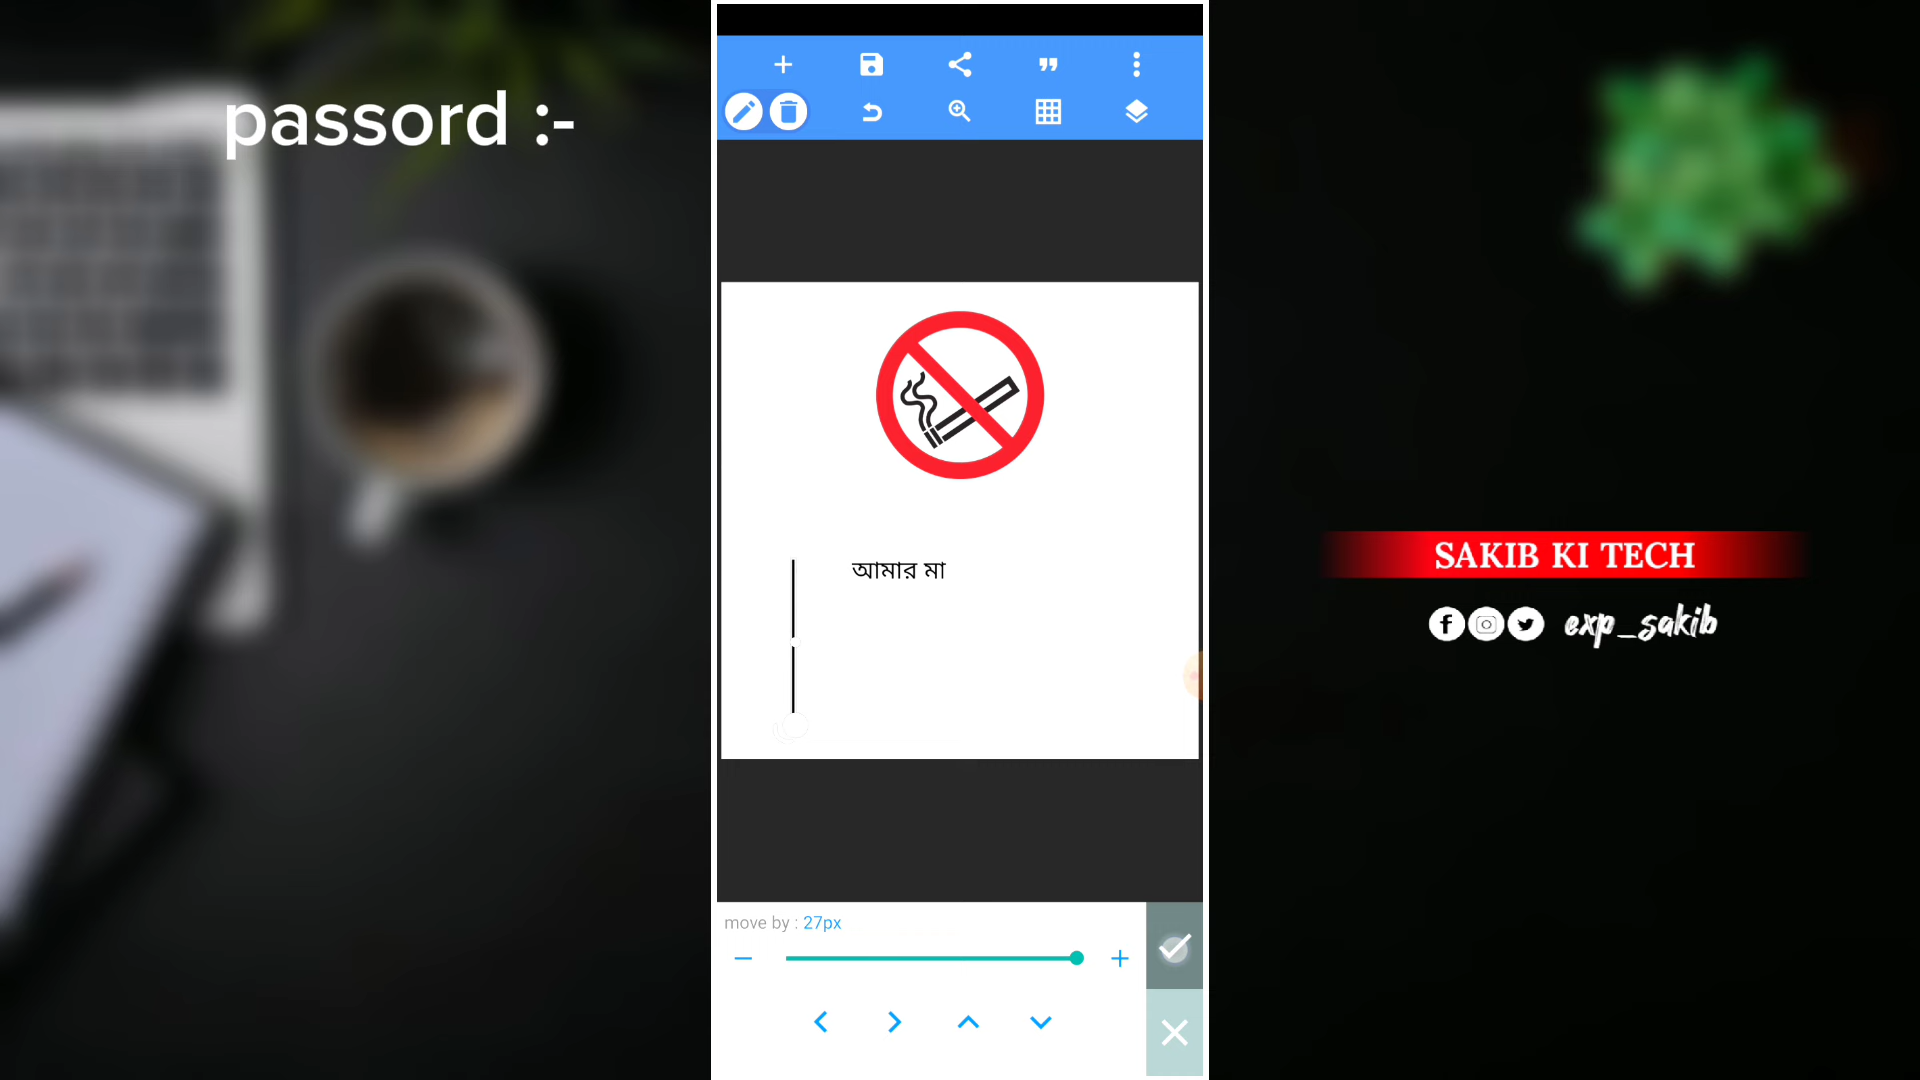 passord :-
আমার মা
move by : 27px
SAKIB KI TECH
exp_sakib